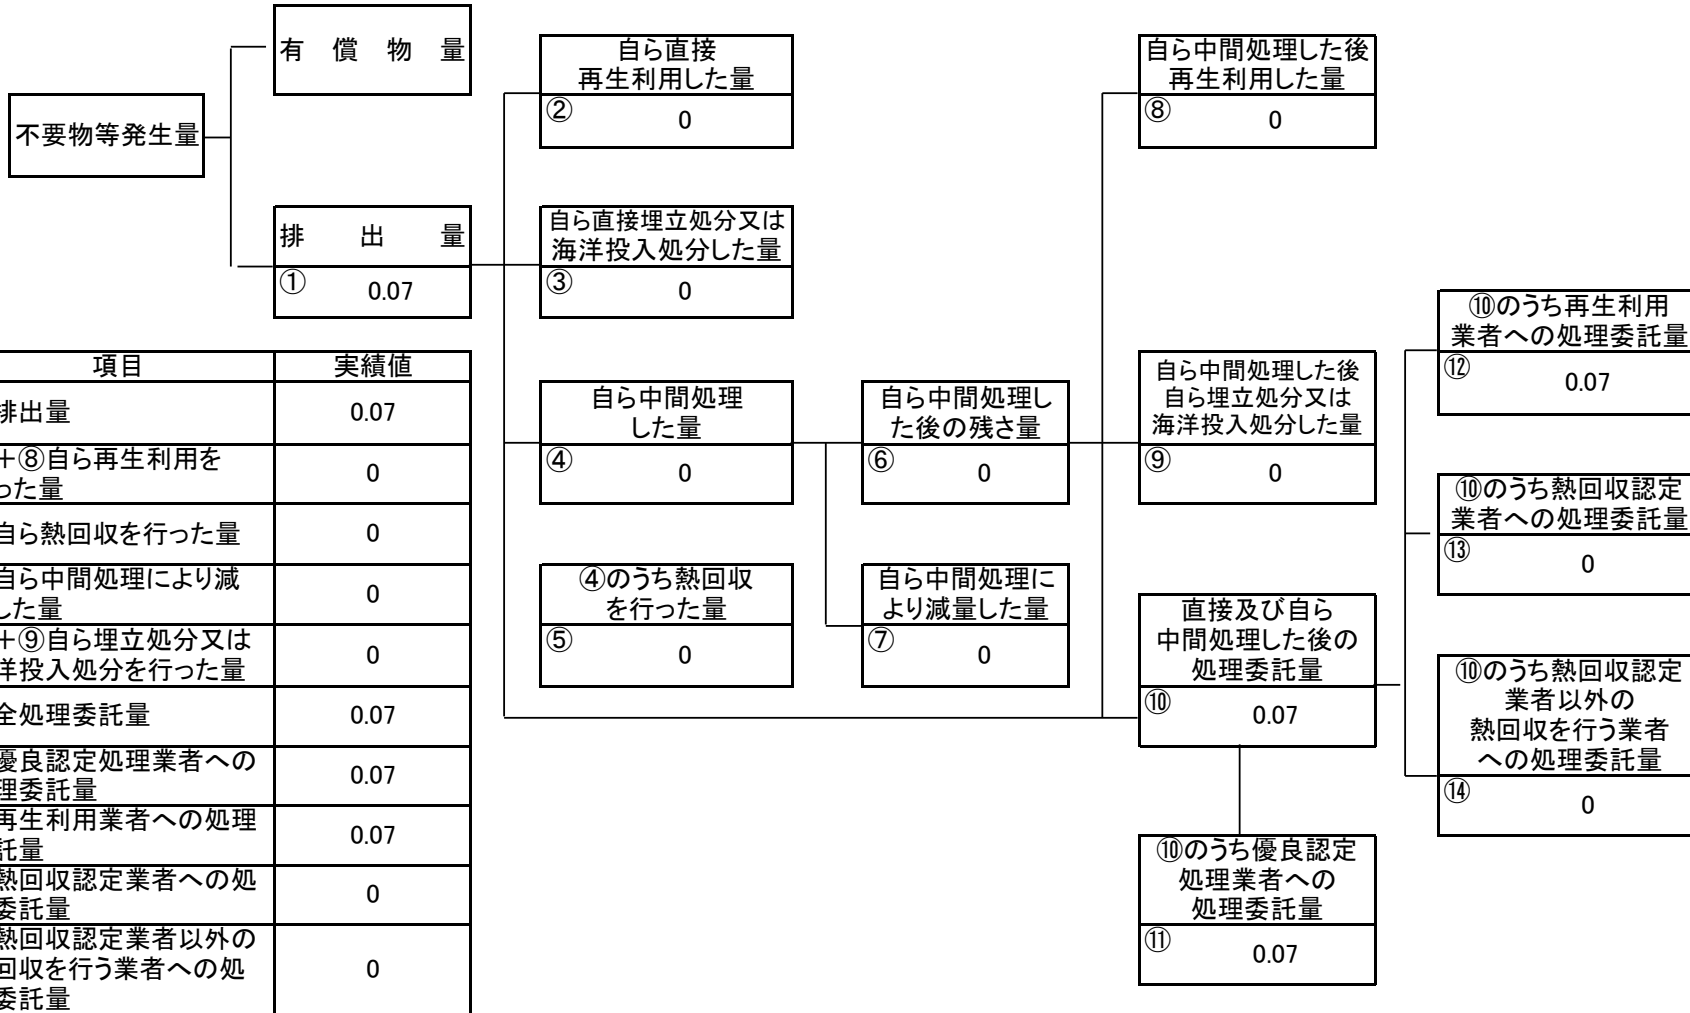 有償物量
不要物等発生量
排出量
①
0.07
自ら直接
再生利用した量
②
0
自ら直接埋立処分又は
海洋投入処分した量
③
0
自ら中間処理
した量
④
0
④のうち熱回収
を行った量
⑤
0
自ら中間処理し
た後の残さ量
⑥
0
自ら中間処理に
より減量した量
⑦
0
自ら中間処理した後
再生利用した量
⑧
0
自ら中間処理した後
自ら埋立処分又は
海洋投入処分した量
⑨
0
直接及び自ら
中間処理した後の
処理委託量
⑩
0.07
⑩のうち優良認定
処理業者への
処理委託量
⑪
0.07
⑩のうち再生利用
業者への処理委託量
⑫
0.07
⑩のうち熱回収認定
業者への処理委託量
⑬
0
⑩のうち熱回収認定
業者以外の
熱回収を行う業者
への処理委託量
⑭
0
項目 実績値
排出量 0.07
+⑧自ら再生利用を
った量
0
自ら熱回収を行った量 0
自ら中間処理により減
した量
0
+⑨自ら埋立処分又は
洋投入処分を行った量
0
全処理委託量 0.07
優良認定処理業者への
理委託量
0.07
再生利用業者への処理
託量
0.07
熱回収認定業者への処
委託量
0
熱回収認定業者以外の
回収を行う業者への処
委託量
0